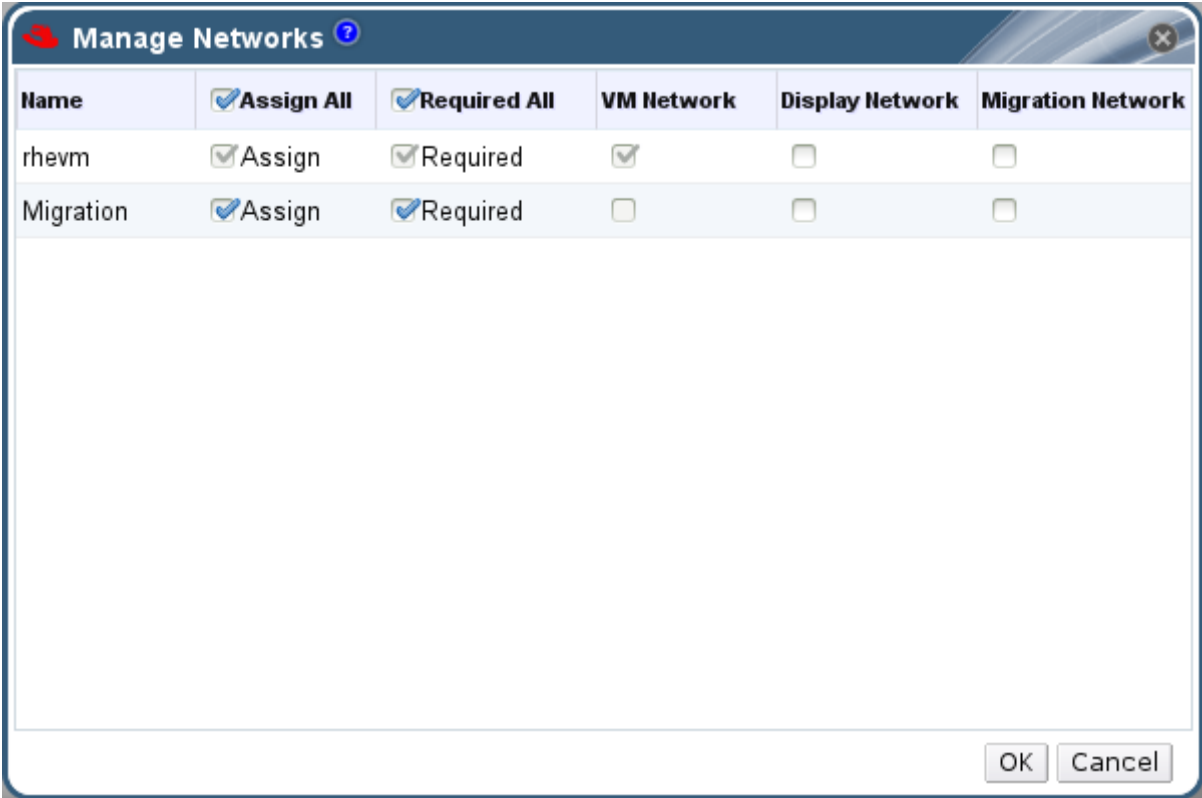 Manage Networks ?
Name Assign All Required All VM Network Display Network Migration Network
rhevm Assign Required
Migration Assign Required
OK Cancel